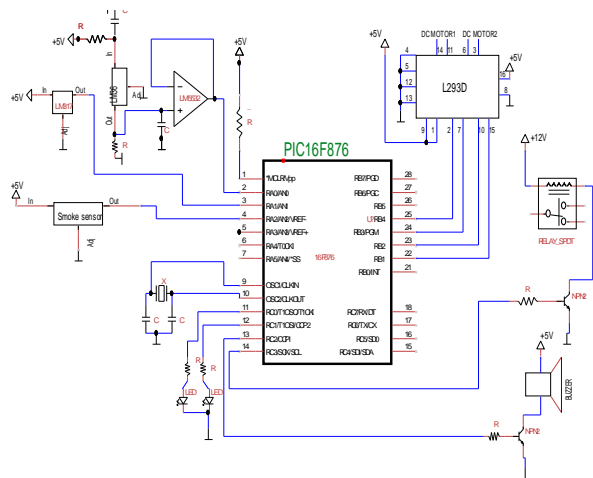 C
R
+5V
In
+5V
DC MOTOR1
DC MOTOR2
14 11 6 3
+5V
4
5
12
13
16
8
L293D
9 1 2 7 10 15
+5V
In Out
LM317
Adj
Adj
Out
R
C
LM5532
R
+12V
RELAY_SPDT
PIC16F876
+5V
In Out
Smoke sensor
Adj
1 *MCLR/Vpp
2 RA0/AN0
3 RA1/AN1
4 RA2/AN2/VREF-
5 RA3/AN3/VREF+
6 RA4/T0CKI
7 RA5/AN4/*SS
9 OSC1/CLKIN
10 OSC2/CLKOUT
11 RC0/T1OSO/T1CKI
12 RC1/T1OSI/CCP2
13 RC2/CCP1
14 RC3/SCK/SCL
RB7/PGD 28
RB6/PGC 27
RB5 26
RB4 25
RB3/PGM 24
RB2 23
RB1 22
RB0/INT 21
RC7/RX/DT 18
RC6/TX/CX 17
RC5/SD0 16
RC4/SDI/SDA 15
16F876
X
C
C
R
R
LED
LED
R
NPN2
+5V
BUZZER
R
NPN2